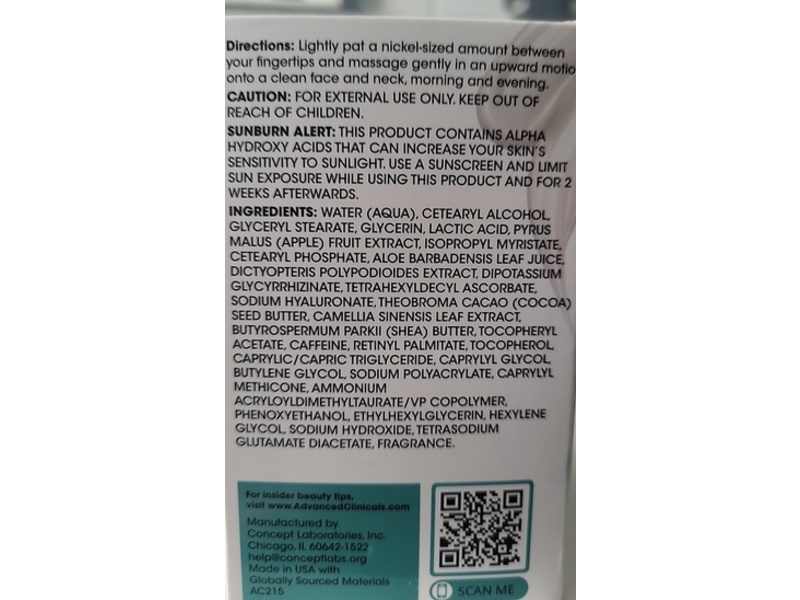 Directions: Lightly pat a nickel-sized amount between
your fingertips and massage gently in an upward motio
onto a clean face and neck, morning and evening.
CAUTION: FOR EXTERNAL USE ONLY. KEEP OUT OF
REACH OF CHILDREN.
SUNBURN ALERT: THIS PRODUCT CONTAINS ALPHA
HYDROXY ACIDS THAT CAN INCREASE YOUR SKIN'S
SENSITIVITY TO SUNLIGHT. USE A SUNSCREEN AND LIMIT
SUN EXPOSURE WHILE USING THIS PRODUCT AND FOR 2
WEEKS AFTERWARDS.
INGREDIENTS: WATER (AQUA), CETEARYL ALCOHOL,
GLYCERYL STEARATE, GLYCERIN, LACTIC ACID, PYRUS
MALUS (APPLE) FRUIT EXTRACT, ISOPROPYL MYRISTATE,
CETEARYL PHOSPHATE, ALOE BARBADENSIS LEAF JUICE,
DICTYOPTERIS POLYPODIOIDES EXTRACT, DIPOTASSIUM
GLYCYRRHIZINATE, TETRAHEXYLDECYL ASCORBATE,
SODIUM HYALURONATE, THEOBROMA CACAO (COCOA)
SEED BUTTER, CAMELLIA SINENSIS LEAF EXTRACT,
BUTYROSPERMUM PARKII (SHEA) BUTTER, TOCOPHERYL
ACETATE, CAFFEINE, RETINYL PALMITATE, TOCOPHEROL,
CAPRYLIC/CAPRIC TRIGLYCERIDE, CAPRYLYL GLYCOL,
BUTYLENE GLYCOL, SODIUM POLYACRYLATE, CAPRYLYL
METHICONE, AMMONIUM
ACRYLOYLDIMETHYLTAURATE/VP COPOLYMER,
PHENOXYETHANOL, ETHYLHEXYLGLYCERIN, HEXYLENE
GLYCOL, SODIUM HYDROXIDE, TETRASODIUM
GLUTAMATE DIACETATE, FRAGRANCE.
For insider beauty tips,
visit www.AdvancedClinicals.com
Manufactured by
Concept Laboratories, Inc.
Chicago, IL 60642-1522
help@conceptlabs.org
Made in USA with
Globally Sourced Materials
AC215
SCAN ME